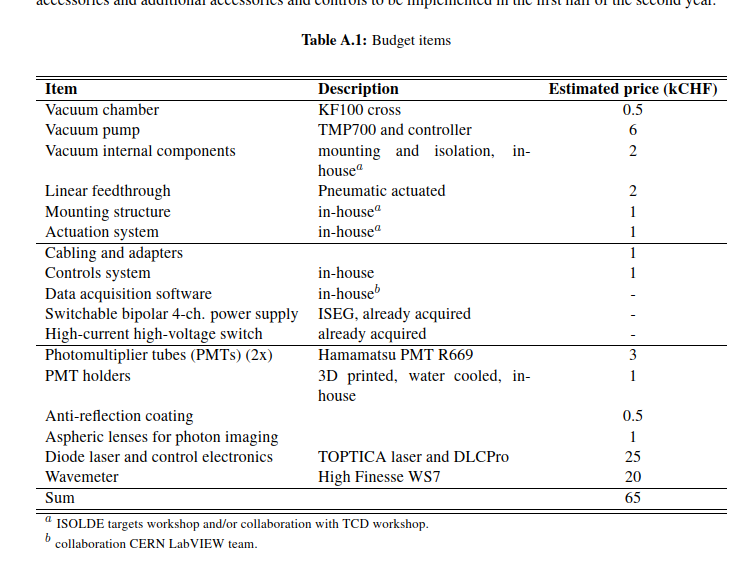 accessories and additional accessories and controls to be implemented in the first half of the second year.
Table A.1: Budget items
Item Description Estimated price (kCHF)
Vacuum chamber KF100 cross 0.5
Vacuum pump TMP700 and controller 6
Vacuum internal components mounting and isolation, in- 2
house^a
Linear feedthrough Pneumatic actuated 2
Mounting structure in-house^a 1
Actuation system in-house^a 1
Cabling and adapters 1
Controls system in-house 1
Data acquisition software in-house^b -
Switchable bipolar 4-ch. power supply ISEG, already acquired -
High-current high-voltage switch already acquired -
Photomultiplier tubes (PMTs) (2x) Hamamatsu PMT R669 3
PMT holders 3D printed, water cooled, in- 1
house
Anti-reflection coating 0.5
Aspheric lenses for photon imaging 1
Diode laser and control electronics TOPTICA laser and DLCPro 25
Wavemeter High Finesse WS7 20
Sum 65
^a ISOLDE targets workshop and/or collaboration with TCD workshop.
^b collaboration CERN LabVIEW team.